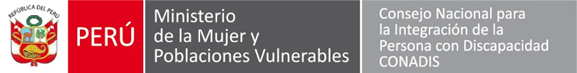 REPÚBLICA DEL PERÚ
PERÚ
Ministerio
de la Mujer y
Poblaciones Vulnerables
Consejo Nacional para
la Integración de la
Persona con Discapacidad
CONADIS